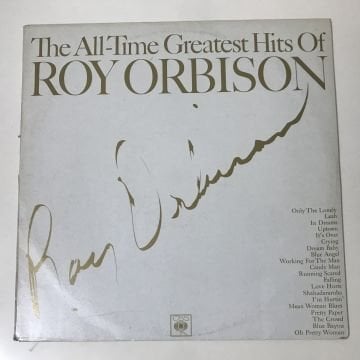 The All-Time Greatest Hits Of
ROY ORBISON
Roy Orbison
Only The Lonely
Leah
In Dreams
Uptown
It's Over
Crying
Dream Baby
Blue Angel
Working For The Man
Candy Man
Running Scared
Falling
Love Hurts
Shahadararoba
I'm Hurtin'
Mean Woman Blues
Pretty Paper
The Crowd
Blue Bayou
Oh Pretty Woman
CBS